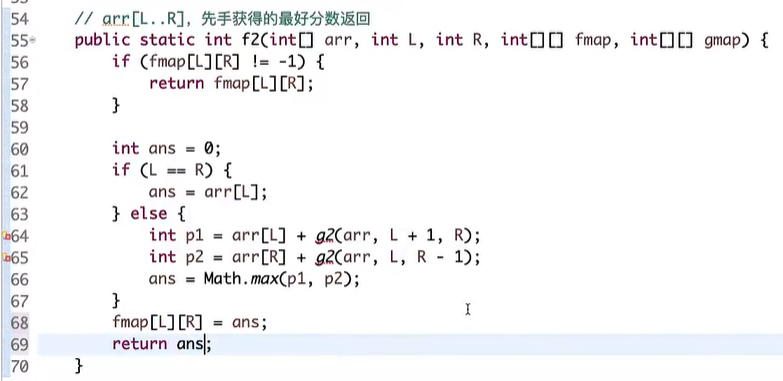 54 // arr[L..R]，先手获得的最好分数返回
55 public static int f2(int[] arr, int L, int R, int[][] fmap, int[][] gmap) {
56 if (fmap[L][R] != -1) {
57 return fmap[L][R];
58 }
59
60 int ans = 0;
61 if (L == R) {
62 ans = arr[L];
63 } else {
64 int p1 = arr[L] + g2(arr, L + 1, R);
65 int p2 = arr[R] + g2(arr, L, R - 1);
66 ans = Math.max(p1, p2);
67 }
68 fmap[L][R] = ans;
69 return ans;
70 }